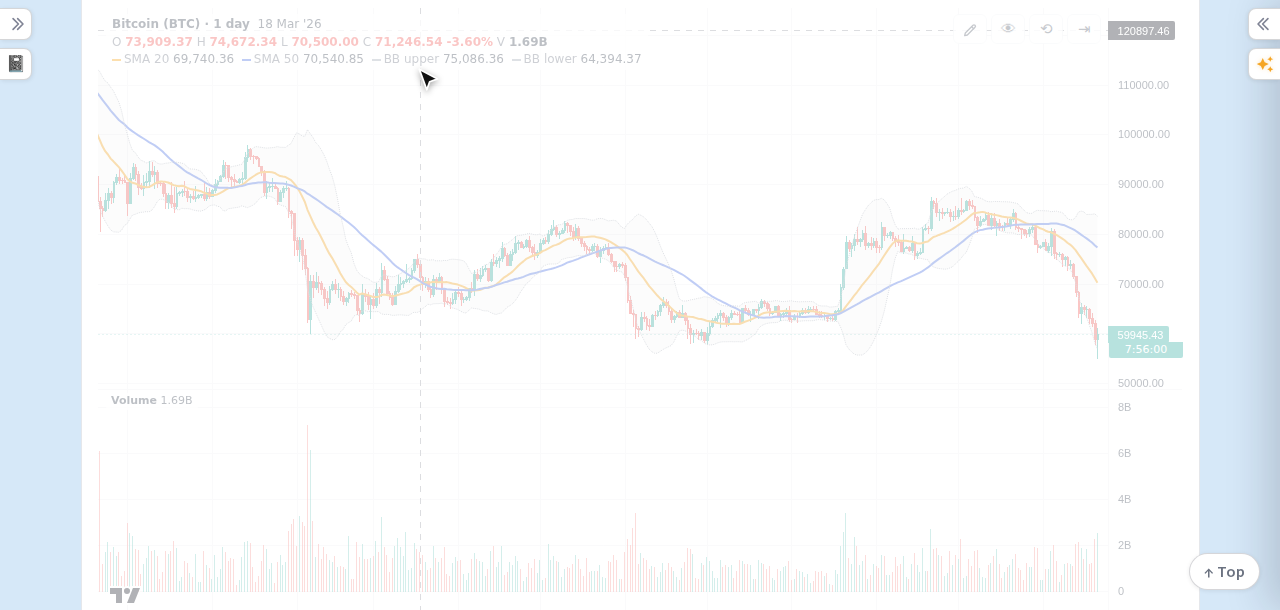 Bitcoin (BTC) · 1 day 18 Mar '26
O 73,909.37 H 74,672.34 L 70,500.00 C 71,246.54 -3.60% V 1.69B
SMA 20 69,740.36 SMA 50 70,540.85 BB upper 75,086.36 BB lower 64,394.37
120897.46
110000.00
100000.00
90000.00
80000.00
70000.00
59945.43
7:56:00
50000.00
Volume 1.69B
8B
6B
4B
2B
0
↑ Top